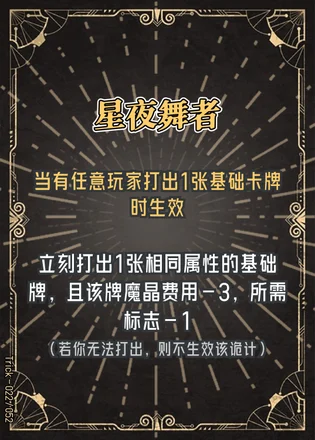 星夜舞者
当有任意玩家打出1张基础卡牌
时生效
立刻打出1张相同属性的基础
牌，且该牌魔晶费用－3，所需
标志－1
（若你无法打出，则不生效该诡计）
Trick－022/052